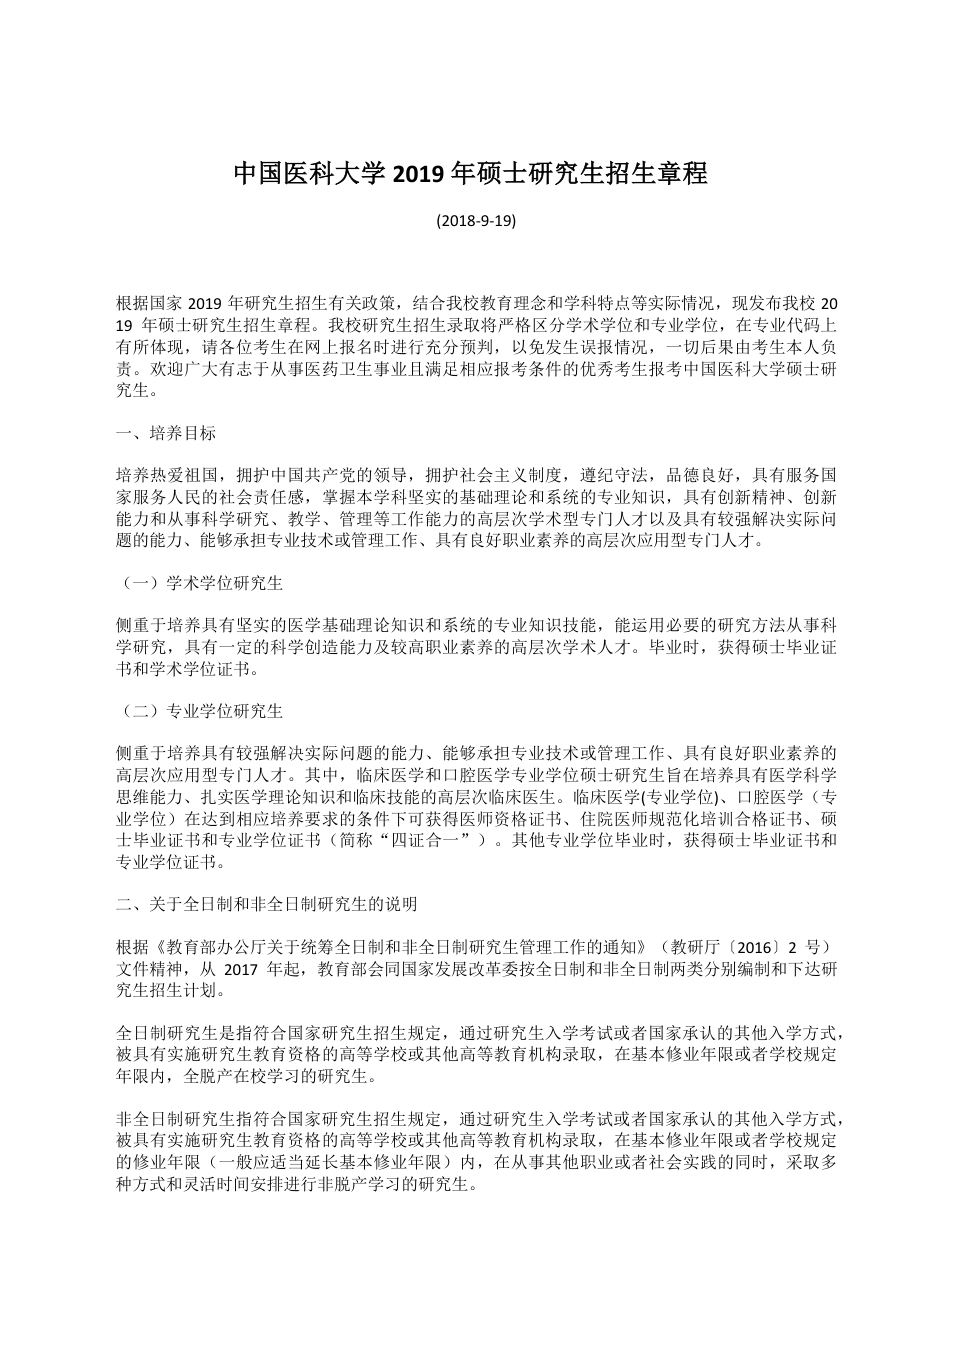 中国医科大学 2019 年硕士研究生招生章程
(2018-9-19)
根据国家 2019 年研究生招生有关政策，结合我校教育理念和学科特点等实际情况，现发布我校 20
19 年硕士研究生招生章程。我校研究生招生录取将严格区分学术学位和专业学位，在专业代码上
有所体现，请各位考生在网上报名时进行充分预判，以免发生误报情况，一切后果由考生本人负
责。欢迎广大有志于从事医药卫生事业且满足相应报考条件的优秀考生报考中国医科大学硕士研
究生。
一、培养目标
培养热爱祖国，拥护中国共产党的领导，拥护社会主义制度，遵纪守法，品德良好，具有服务国
家服务人民的社会责任感，掌握本学科坚实的基础理论和系统的专业知识，具有创新精神、创新
能力和从事科学研究、教学、管理等工作能力的高层次学术型专门人才以及具有较强解决实际问
题的能力、能够承担专业技术或管理工作、具有良好职业素养的高层次应用型专门人才。
（一）学术学位研究生
侧重于培养具有坚实的医学基础理论知识和系统的专业知识技能，能运用必要的研究方法从事科
学研究，具有一定的科学创造能力及较高职业素养的高层次学术人才。毕业时，获得硕士毕业证
书和学术学位证书。
（二）专业学位研究生
侧重于培养具有较强解决实际问题的能力、能够承担专业技术或管理工作、具有良好职业素养的
高层次应用型专门人才。其中，临床医学和口腔医学专业学位硕士研究生旨在培养具有医学科学
思维能力、扎实医学理论知识和临床技能的高层次临床医生。临床医学(专业学位)、口腔医学（专
业学位）在达到相应培养要求的条件下可获得医师资格证书、住院医师规范化培训合格证书、硕
士毕业证书和专业学位证书（简称“四证合一”）。其他专业学位毕业时，获得硕士毕业证书和
专业学位证书。
二、关于全日制和非全日制研究生的说明
根据《教育部办公厅关于统筹全日制和非全日制研究生管理工作的通知》（教研厅〔2016〕2 号）
文件精神，从 2017 年起，教育部会同国家发展改革委按全日制和非全日制两类分别编制和下达研
究生招生计划。
全日制研究生是指符合国家研究生招生规定，通过研究生入学考试或者国家承认的其他入学方式，
被具有实施研究生教育资格的高等学校或其他高等教育机构录取，在基本修业年限或者学校规定
年限内，全脱产在校学习的研究生。
非全日制研究生指符合国家研究生招生规定，通过研究生入学考试或者国家承认的其他入学方式，
被具有实施研究生教育资格的高等学校或其他高等教育机构录取，在基本修业年限或者学校规定
的修业年限（一般应适当延长基本修业年限）内，在从事其他职业或者社会实践的同时，采取多
种方式和灵活时间安排进行非脱产学习的研究生。